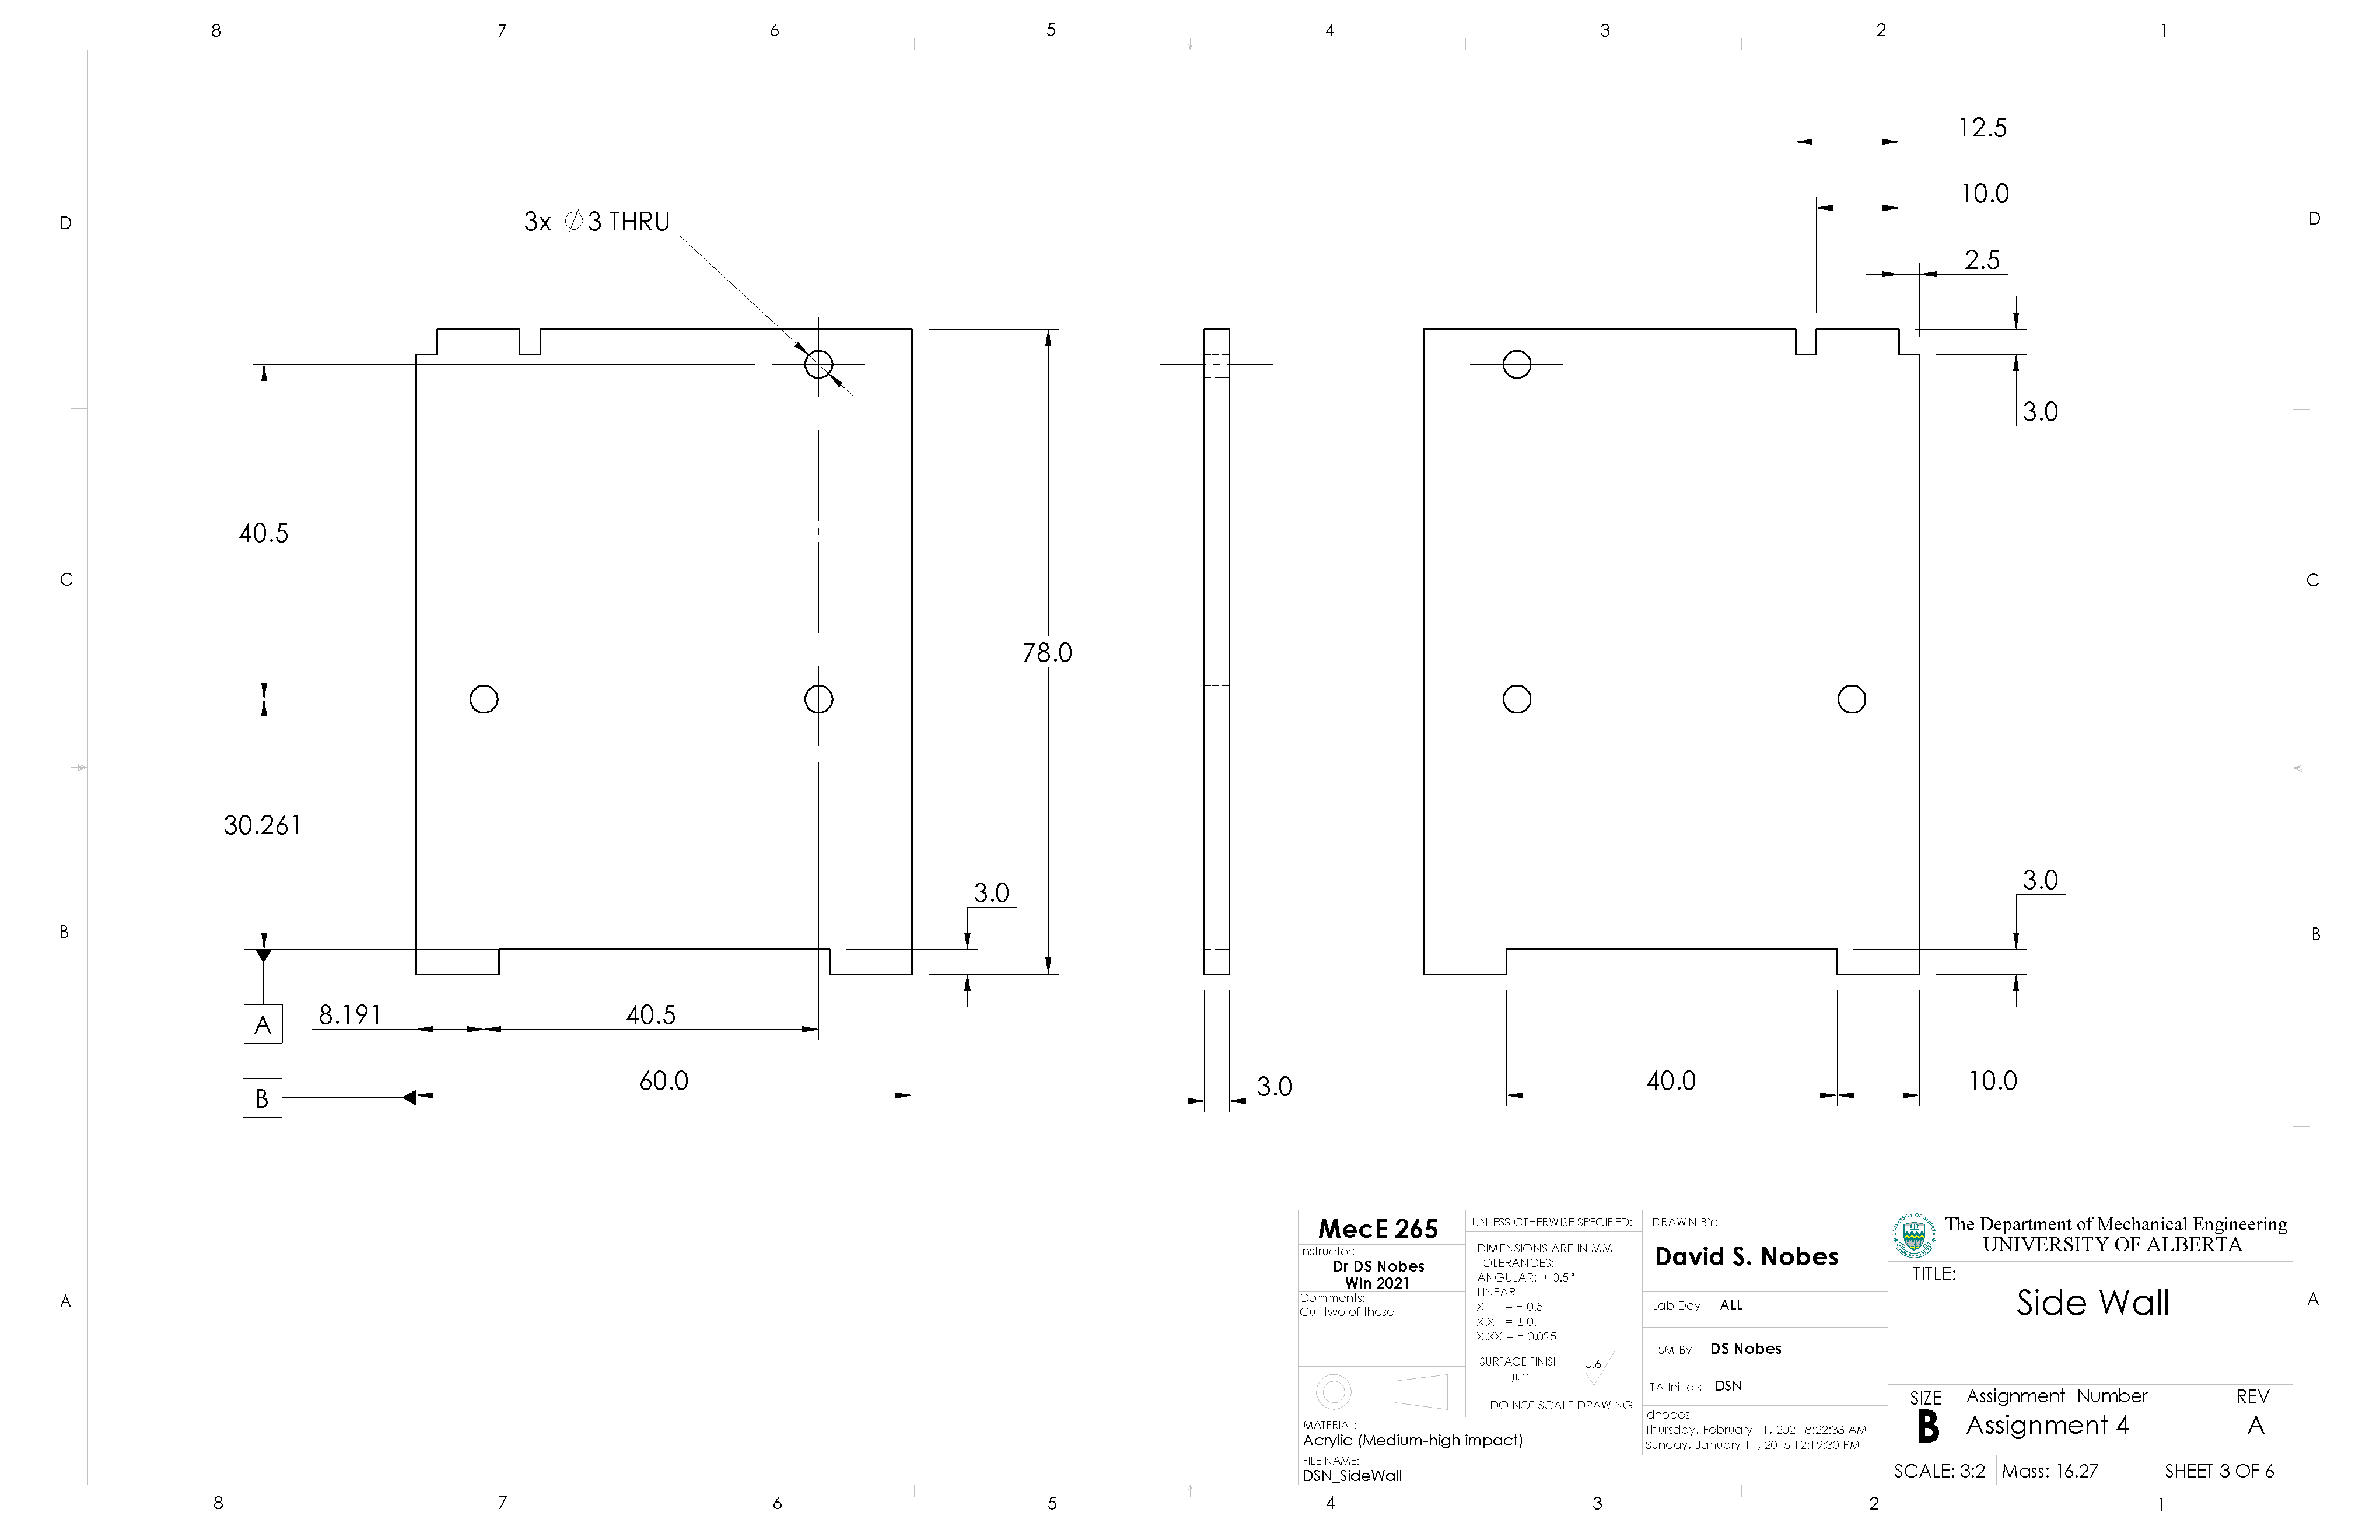 8 7 6 5 4 3 2 1
12.5
10.0
D 3x ∅3 THRU D
2.5
3.0
40.5
C C
78.0
30.261
3.0 3.0
B B
A 8.191 40.5
B 60.0 3.0 40.0 10.0
MecE 265
Instructor:
Dr DS Nobes
Win 2021
Comments:
Cut two of these
MATERIAL:
Acrylic (Medium-high impact)
FILE NAME:
DSN_SideWall
UNLESS OTHERWISE SPECIFIED:
DIMENSIONS ARE IN MM
TOLERANCES:
ANGULAR: ± 0.5°
LINEAR
X = ± 0.5
X.X = ± 0.1
X.XX = ± 0.025
SURFACE FINISH 0.6
μm
DO NOT SCALE DRAWING
DRAWN BY:
David S. Nobes
Lab Day ALL
SM By DS Nobes
TA Initials DSN
dnobes
Thursday, February 11, 2021 8:22:33 AM
Sunday, January 11, 2015 12:19:30 PM
UNIVERSITY OF ALBERTA
The Department of Mechanical Engineering
UNIVERSITY OF ALBERTA
TITLE:
Side Wall
SIZE
B
Assignment Number
Assignment 4
REV
A
SCALE: 3:2 Mass: 16.27 SHEET 3 OF 6
A A
8 7 6 5 4 3 2 1